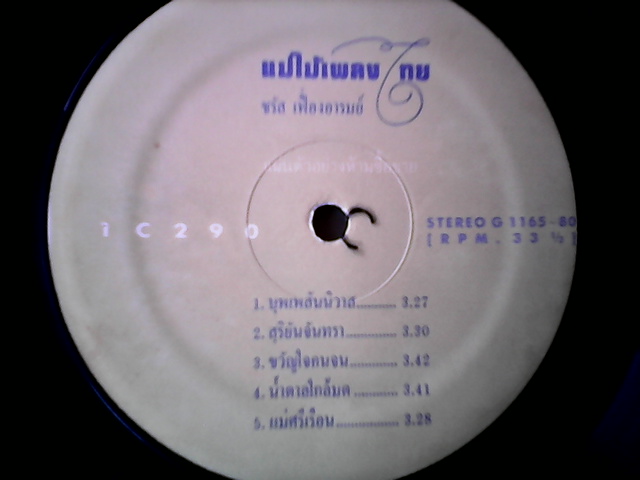 แม่ไม้เพลงไทย
ชรัส เฟื่องอารมย์
C 2 9 0
STEREO G 1165-80
[ RPM. 33 ½ ]
1. บุพเพสันนิวาส............ 3.27
2. สุริยันจันทรา............... 3.30
3. ขวัญใจคนจน.............. 3.42
4. น้ำตาลใกล้มด............ 3.41
5. แม่ศรีเรือน.................. 3.28